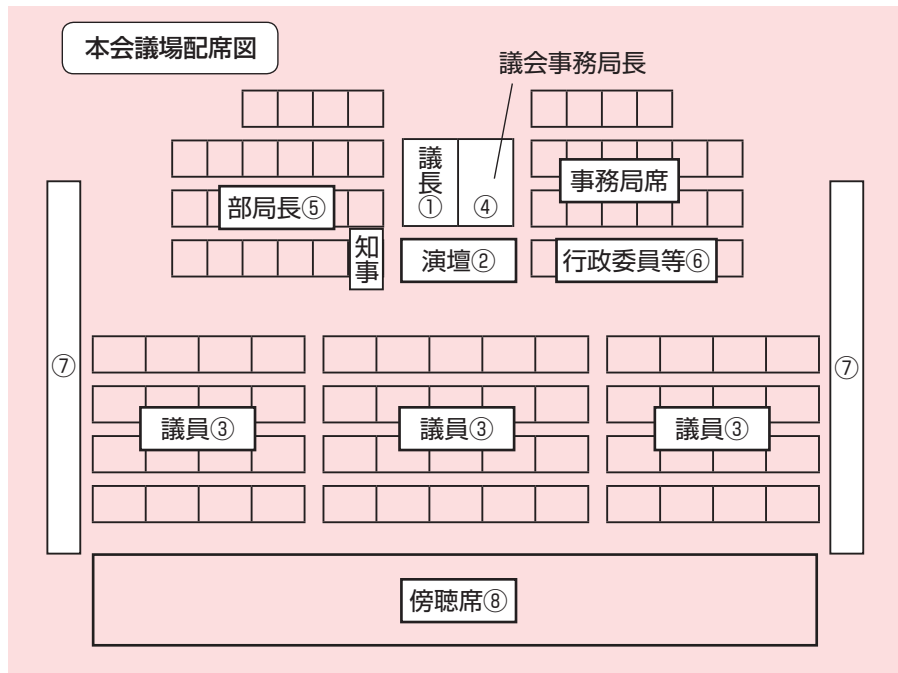 本会議場配席図
議会事務局長
議長①
④
事務局席
部局長⑤
知事
演壇②
行政委員等⑥
⑦
⑦
議員③
議員③
議員③
傍聴席⑧